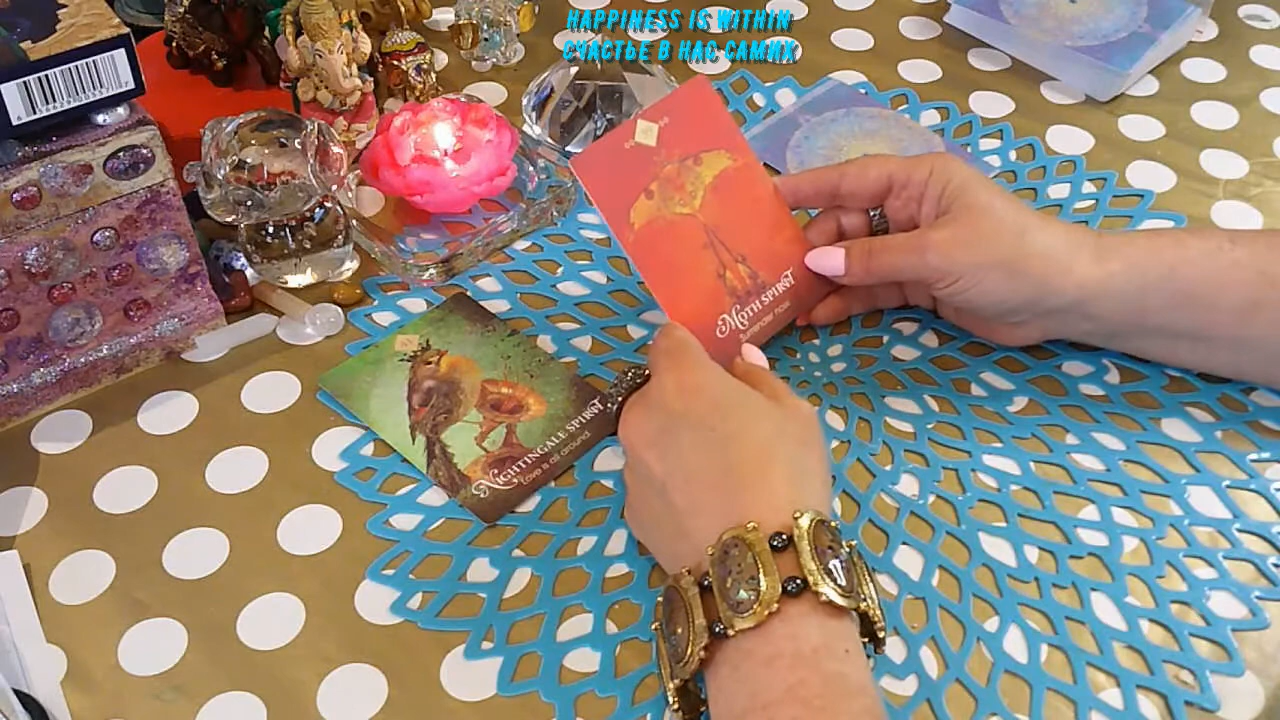 HAPPINESS IS WITHIN
СЧАСТЬЕ В НАС САМИХ
MOTH SPIRIT
Surrender now.
NIGHTINGALE SPIRIT
Love is all around.